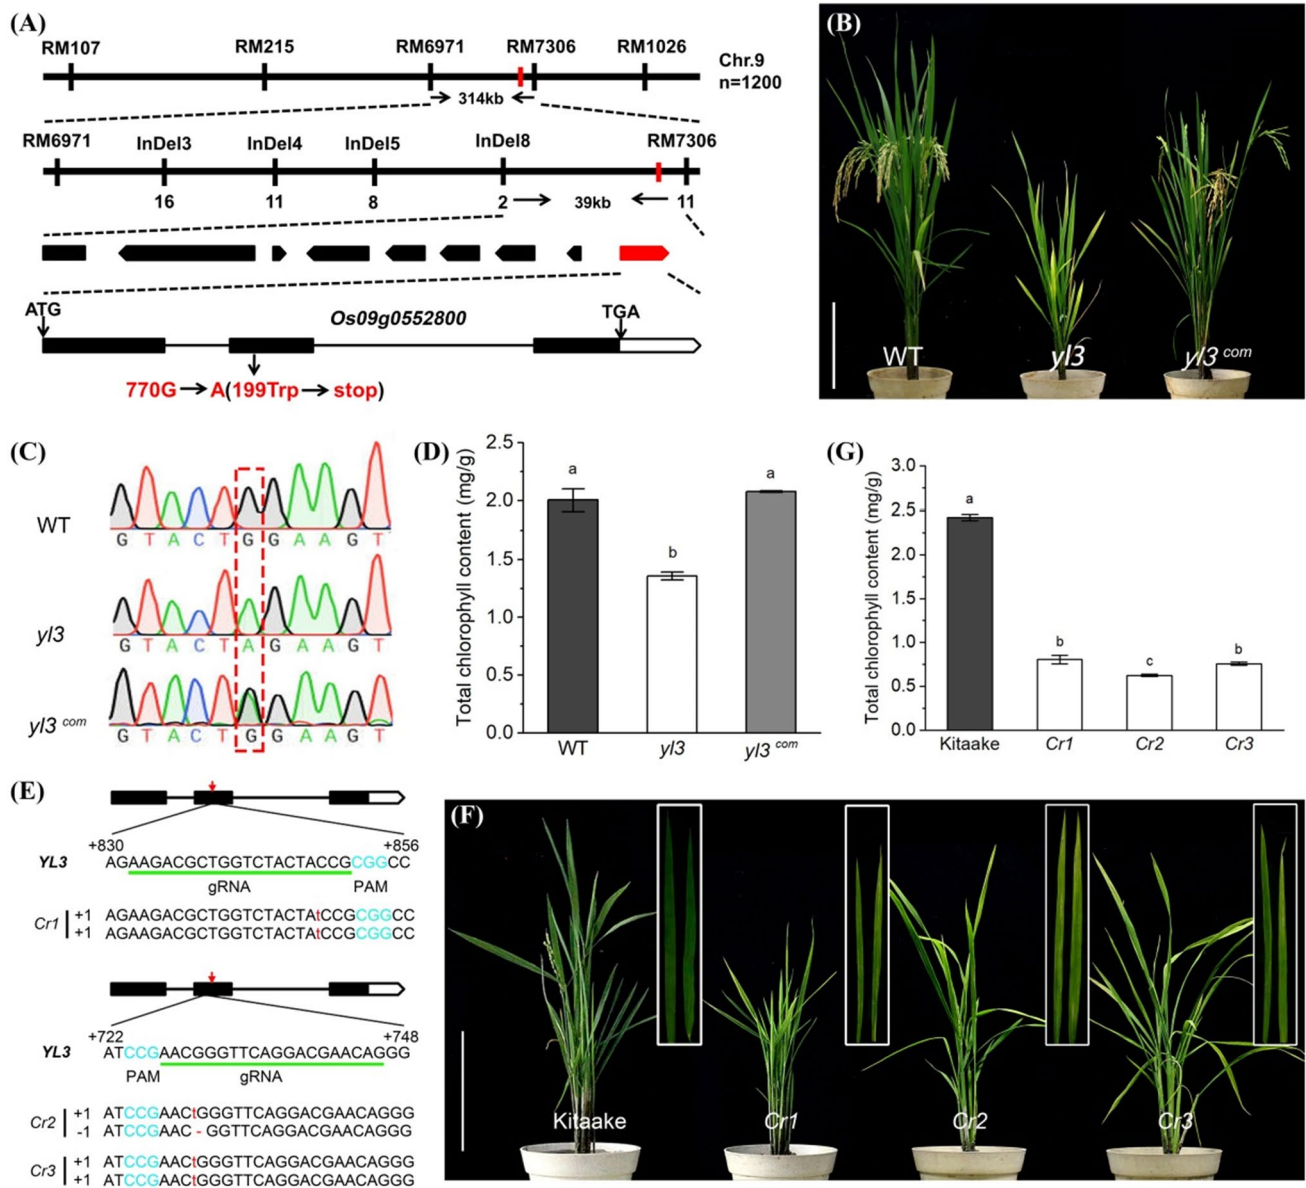 (A)
RM107 RM215 RM6971 RM7306 RM1026
Chr.9
n=1200
314kb
RM6971 InDel3 InDel4 InDel5 InDel8 RM7306
16 11 8 2 39kb 11
ATG Os09g0552800 TGA
770G→A(199Trp→stop)
(B)
WT yl3 yl3 com
(C)
WT
G T A C T G G A A G T
yl3
G T A C T A G A A G T
yl3 com
G T A C T G G A A G T
(D)
Total chlorophyll content (mg/g)
2.5
2.0
1.5
1.0
0.5
0.0
a b a
WT yl3 yl3 com
(G)
Total chlorophyll content (mg/g)
3.0
2.5
2.0
1.5
1.0
0.5
0.0
a b c b
Kitaake Cr1 Cr2 Cr3
(E)
+830 +856
YL3 AGAAGACGCTGGTCTACTACCGCGGCC
gRNA PAM
Cr1 +1 AGAAGACGCTGGTCTACTAtCCGCGGCC
+1 AGAAGACGCTGGTCTACTAtCCGCGGCC
+722 +748
YL3 ATCCGAACGGGTTCAGGACGAACAGGG
PAM gRNA
Cr2 +1 ATCCGAACtGGGTTCAGGACGAACAGGG
-1 ATCCGAAC-GGTTCAGGACGAACAGGG
Cr3 +1 ATCCGAACtGGGTTCAGGACGAACAGGG
+1 ATCCGAACtGGGTTCAGGACGAACAGGG
(F)
Kitaake Cr1 Cr2 Cr3